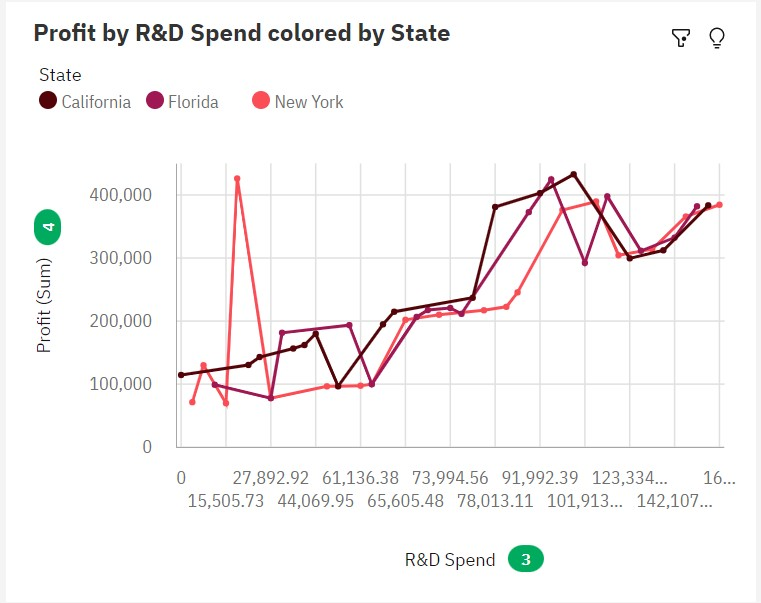 Profit by R&D Spend colored by State
State
California Florida New York
400,000
300,000
200,000
100,000
0
Profit (Sum) 4
0 27,892.92 61,136.38 73,994.56 91,992.39 123,334... 16...
15,505.73 44,069.95 65,605.48 78,013.11 101,913... 142,107...
R&D Spend 3